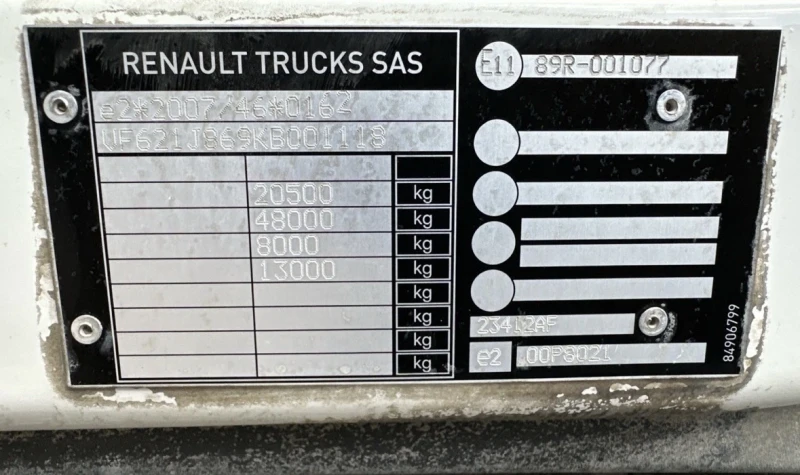 RENAULT TRUCKS SAS
e2*2007/46*0162
VF621J869KB001118
20500 kg
48000 kg
8000 kg
13000 kg
kg
kg
kg
kg
E11 89R-001077
23412AF
e2 00P8021
84906799